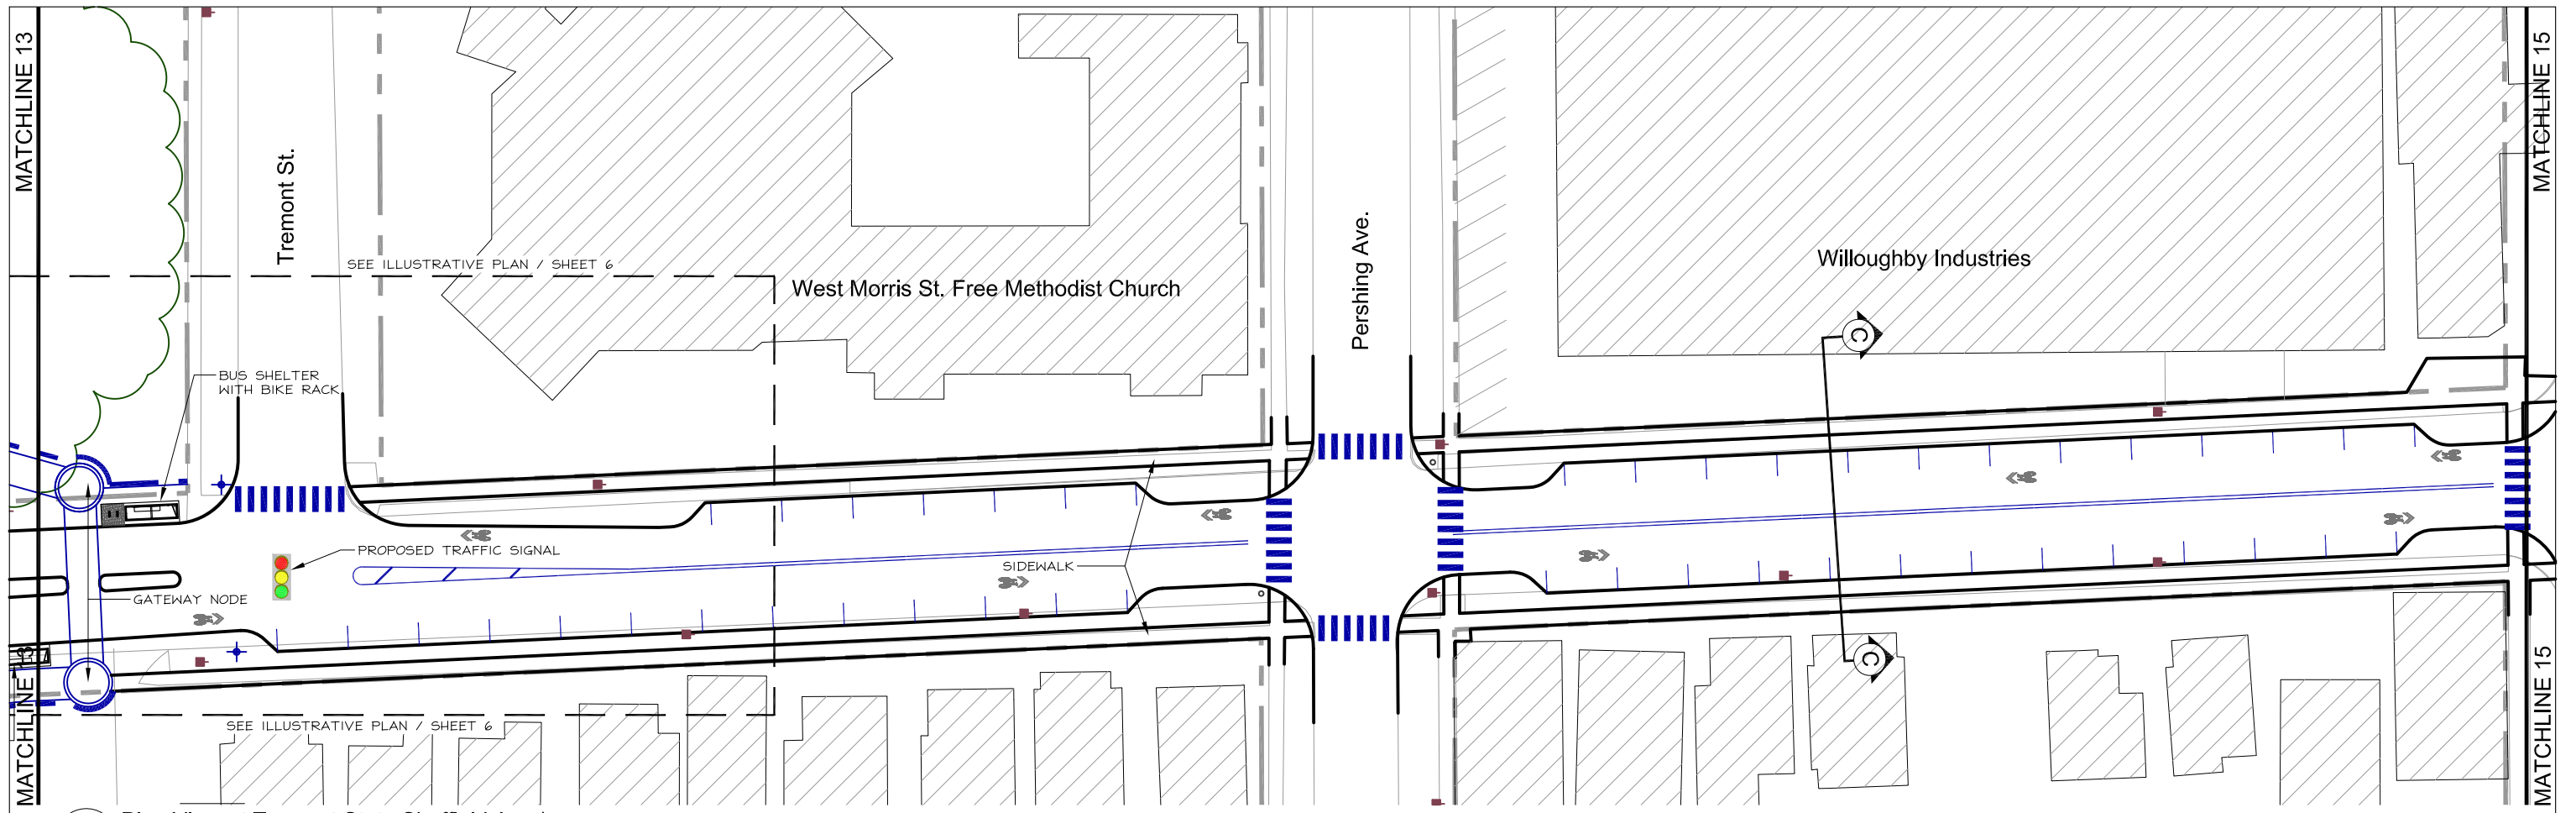 MATCHLINE 13
MATCHLINE 15
Tremont St.
SEE ILLUSTRATIVE PLAN / SHEET 6
West Morris St. Free Methodist Church
Pershing Ave.
Willoughby Industries
C
BUS SHELTER
WITH BIKE RACK
PROPOSED TRAFFIC SIGNAL
SIDEWALK
GATEWAY NODE
C
SEE ILLUSTRATIVE PLAN / SHEET 6
MATCHLINE 13
MATCHLINE 15